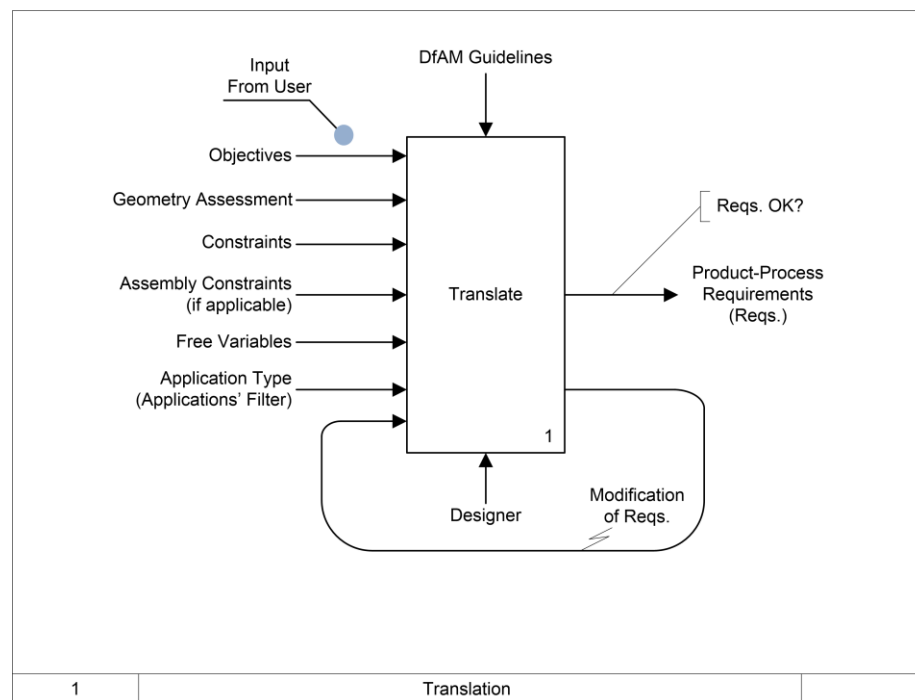 Input
From User
DfAM Guidelines
Objectives
Geometry Assessment
Constraints
Assembly Constraints
(if applicable)
Free Variables
Application Type
(Applications’ Filter)
Translate
1
Reqs. OK?
Product-Process
Requirements
(Reqs.)
Designer
Modification
of Reqs.
1
Translation